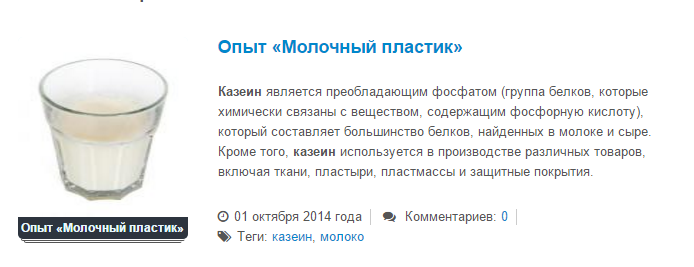 Опыт «Молочный пластик»
Казеин является преобладающим фосфатом (группа белков, которые
химически связаны с веществом, содержащим фосфорную кислоту),
который составляет большинство белков, найденных в молоке и сыре.
Кроме того, казеин используется в производстве различных товаров,
включая ткани, пластыри, пластмассы и защитные покрытия.
Опыт «Молочный пластик»
01 октября 2014 года
Комментариев: 0
Теги: казеин, молоко